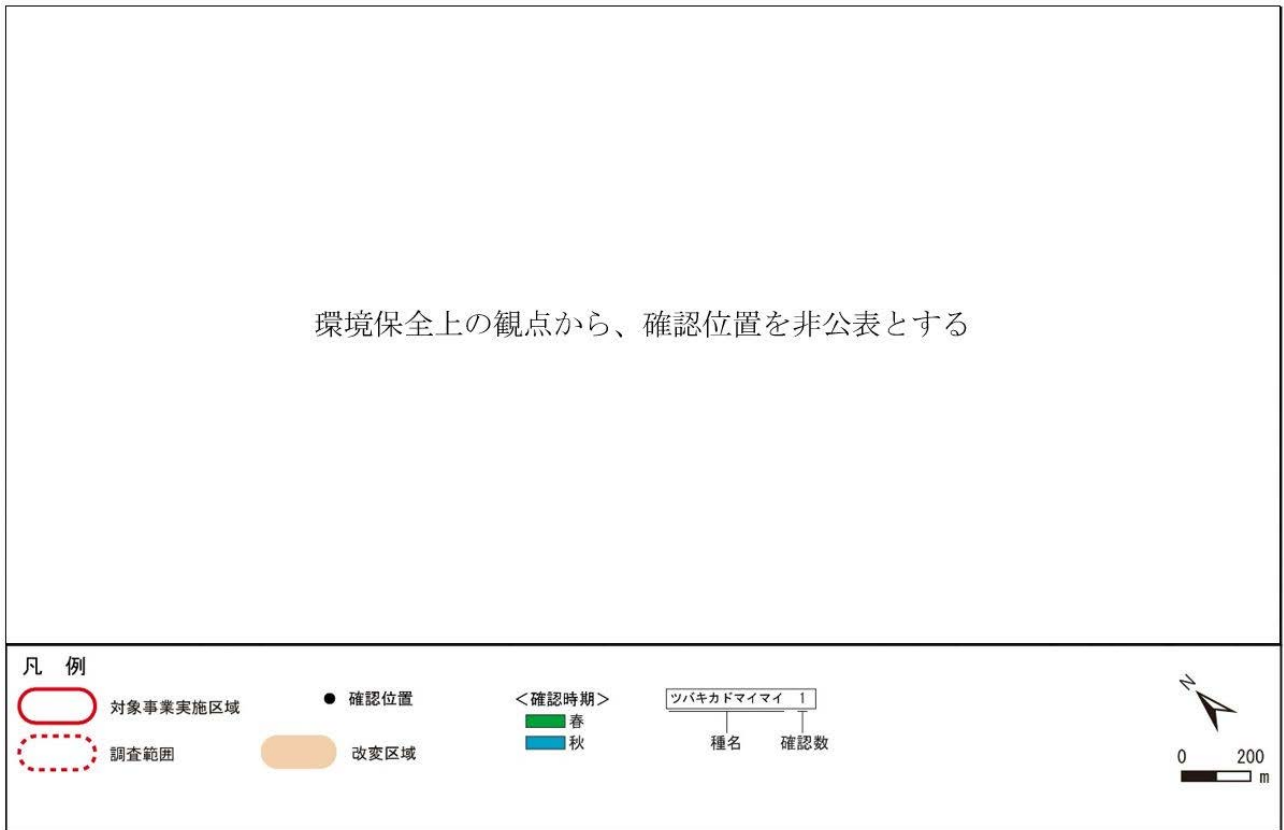 環境保全上の観点から、確認位置を非公表とする
凡 例
対象事業実施区域
調査範囲
確認位置
改変区域
＜確認時期＞
春
秋
ツバキカドマイマイ 1
種名 確認数
N
0 200
m